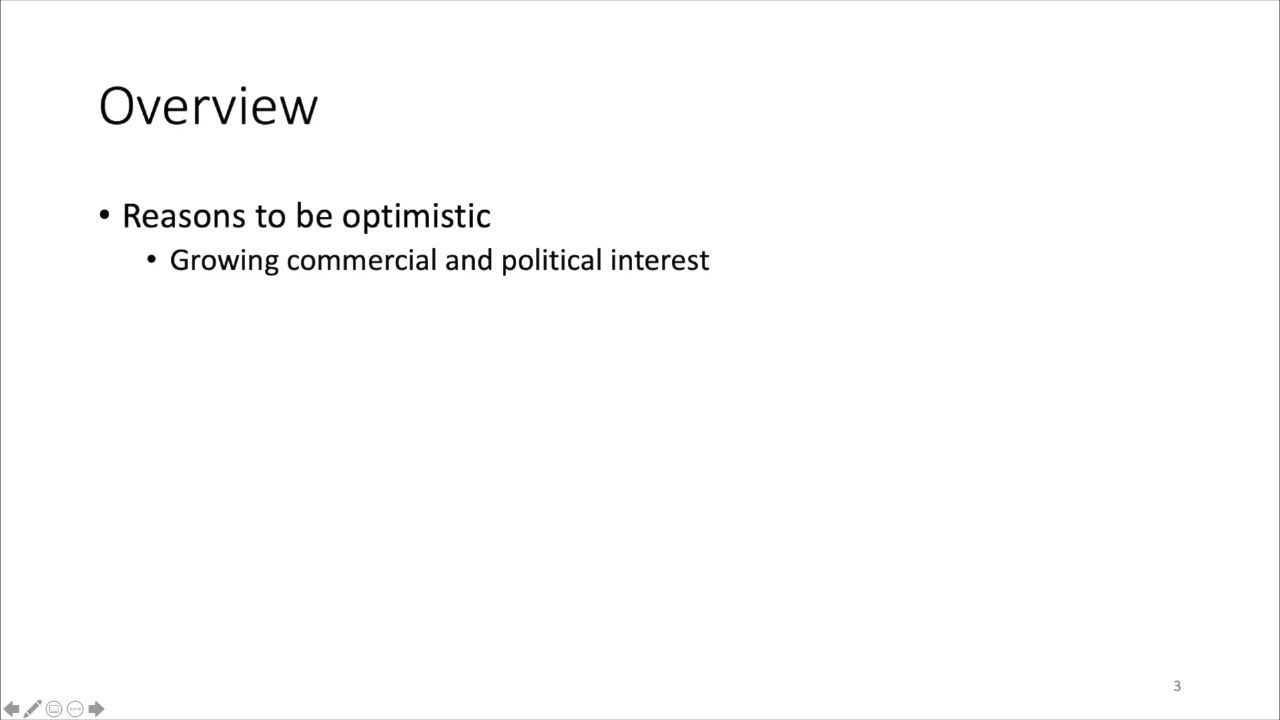 Overview
• Reasons to be optimistic
• Growing commercial and political interest
3